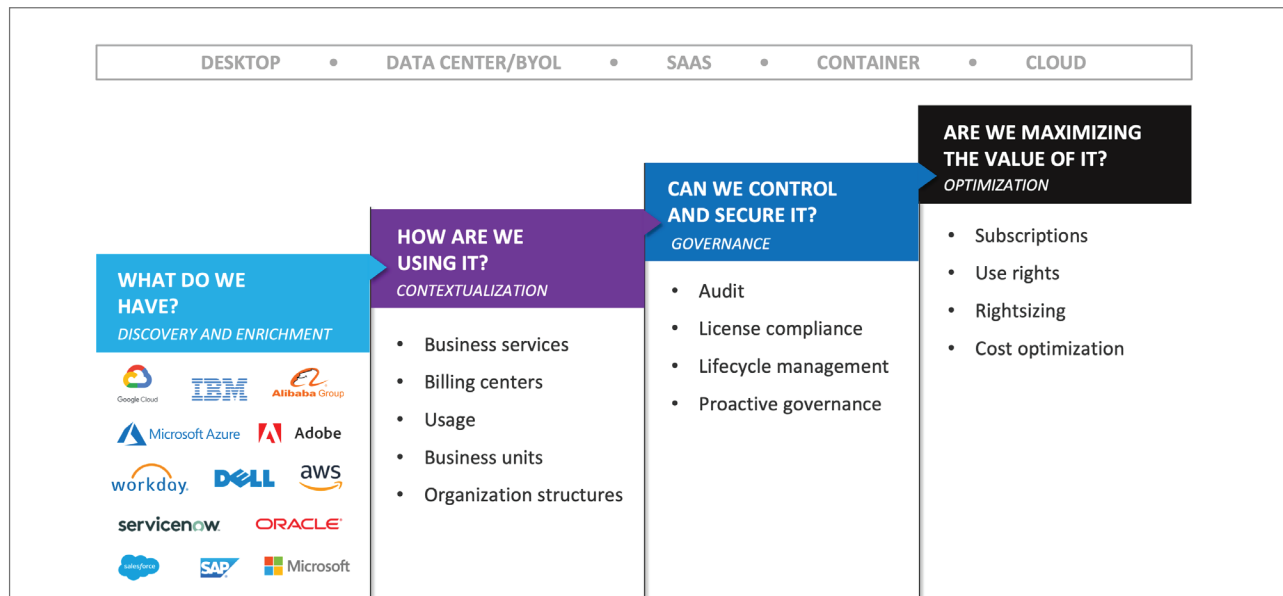 DESKTOP • DATA CENTER/BYOL • SAAS • CONTAINER • CLOUD
WHAT DO WE
HAVE?
DISCOVERY AND ENRICHMENT
Google Cloud
IBM
Alibaba Group
Microsoft Azure
Adobe
workday.
DELL
aws
servicenow.
ORACLE
salesforce
SAP
Microsoft
HOW ARE WE
USING IT?
CONTEXTUALIZATION
• Business services
• Billing centers
• Usage
• Business units
• Organization structures
CAN WE CONTROL
AND SECURE IT?
GOVERNANCE
• Audit
• License compliance
• Lifecycle management
• Proactive governance
ARE WE MAXIMIZING
THE VALUE OF IT?
OPTIMIZATION
• Subscriptions
• Use rights
• Rightsizing
• Cost optimization